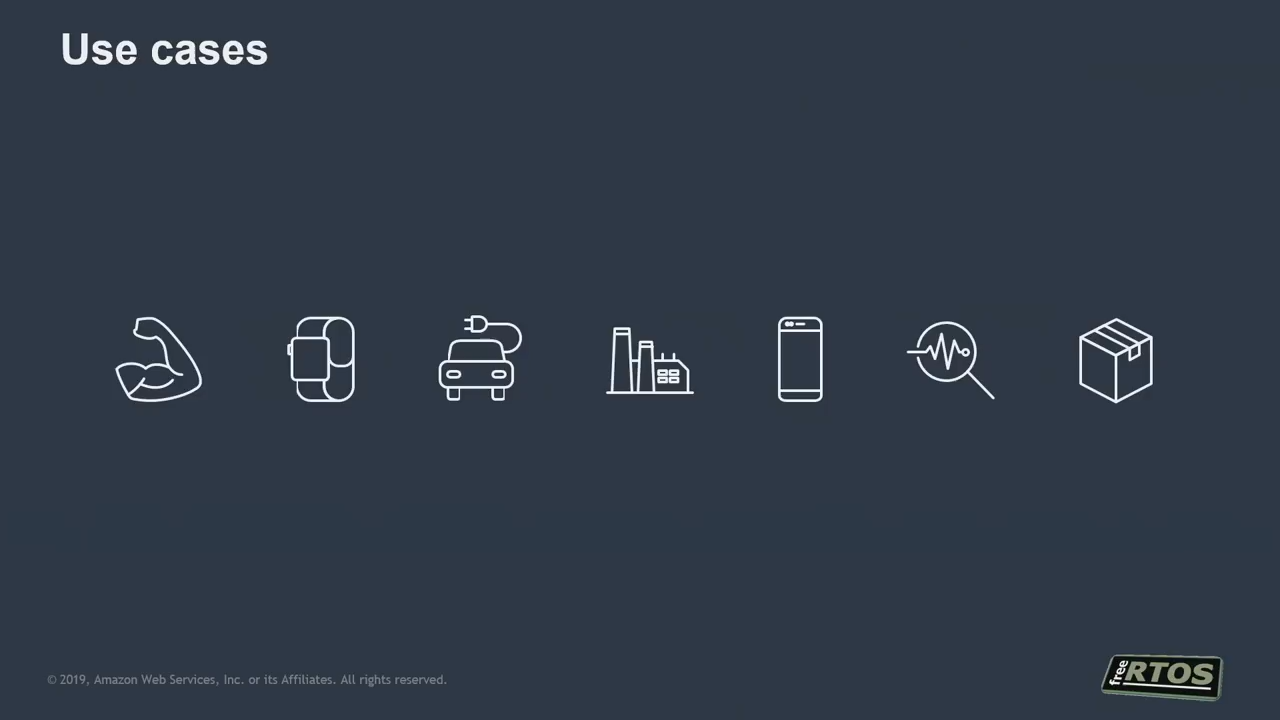 Use cases
© 2019, Amazon Web Services, Inc. or its Affiliates. All rights reserved.
free RTOS